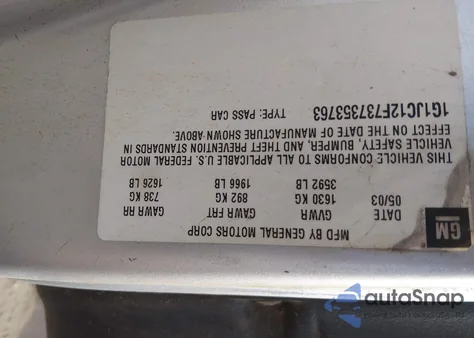 MFD BY GENERAL MOTORS CORP
GM
DATE GVWR GAWR FRT GAWR RR
05/03 1630 KG 892 KG 738 KG
3592 LB 1966 LB 1626 LB
THIS VEHICLE CONFORMS TO ALL APPLICABLE U.S. FEDERAL MOTOR
VEHICLE SAFETY, BUMPER, AND THEFT PREVENTION STANDARDS IN
EFFECT ON THE DATE OF MANUFACTURE SHOWN ABOVE.
1G1JC12F737353763 TYPE: PASS CAR
autoSnap